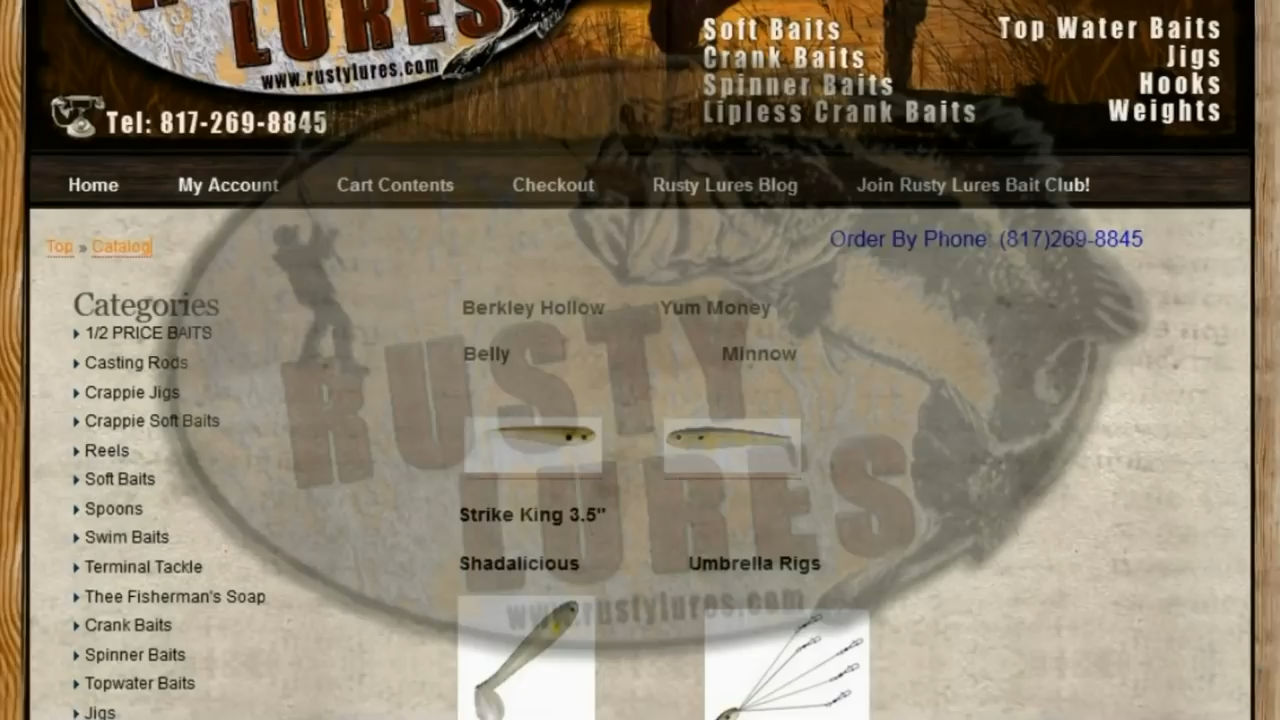 LURES
www.rustylures.com
Tel: 817-269-8845
Soft Baits
Crank Baits
Spinner Baits
Lipless Crank Baits
Top Water Baits
Jigs
Hooks
Weights
Home My Account Cart Contents Checkout Rusty Lures Blog Join Rusty Lures Bait Club!
Top » Catalog
Order By Phone: (817)269-8845
Categories
1/2 PRICE BAITS
Casting Rods
Crappie Jigs
Crappie Soft Baits
Reels
Soft Baits
Spoons
Swim Baits
Terminal Tackle
Thee Fisherman's Soap
Crank Baits
Spinner Baits
Topwater Baits
Jigs
Berkley Hollow
Belly
Yum Money
Minnow
Strike King 3.5"
Shadalicious
Umbrella Rigs
RUSTY
LURES
www.rustylures.com